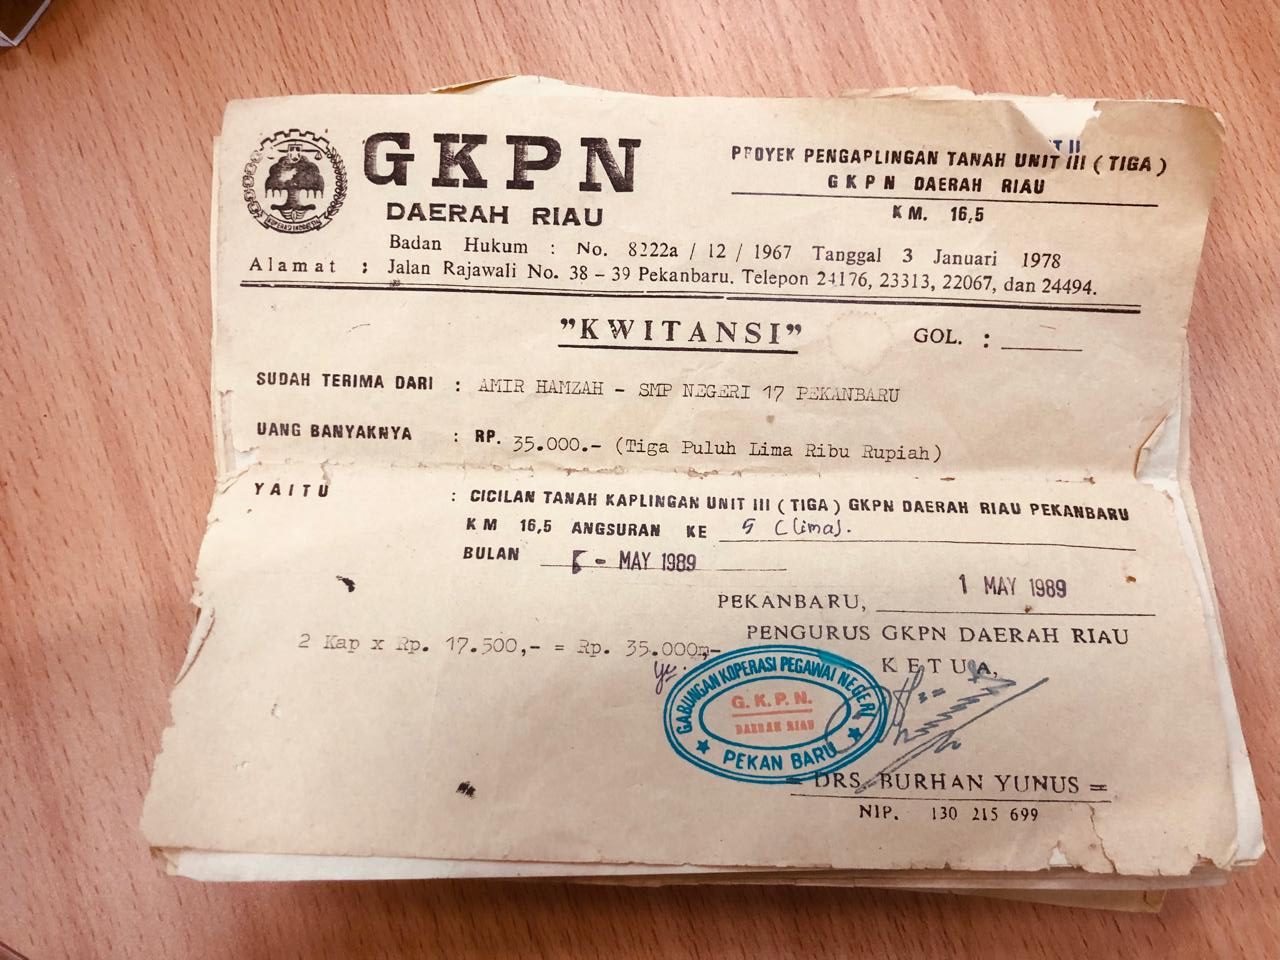 GKPN
DAERAH RIAU
PROYEK PENGAPLINGAN TANAH UNIT III ( TIGA )
GKPN DAERAH RIAU
KM. 16,5
Badan Hukum : No. 8222a / 12 / 1967 Tanggal 3 Januari 1978
Alamat : Jalan Rajawali No. 38 – 39 Pekanbaru. Telepon 24176, 23313, 22067, dan 24494.
"KWITANSI"
GOL. :
SUDAH TERIMA DARI : AMIR HAMZAH - SMP NEGERI 17 PEKANBARU
UANG BANYAKNYA : RP. 35.000.- (Tiga Puluh Lima Ribu Rupiah)
YAITU : CICILAN TANAH KAPLINGAN UNIT III ( TIGA ) GKPN DAERAH RIAU PEKANBARU
KM 16,5 ANGSURAN KE 5 (lima).
BULAN - MAY 1989
PEKANBARU, 1 MAY 1989
PENGURUS GKPN DAERAH RIAU
KETUA,
2 Kap x Rp. 17.500,- = Rp. 35.000,-
GABUNGAN KOPERASI PEGAWAI NEGERI
G. K. P. N.
DAERAH RIAU
★ PEKAN BARU ★
= DRS. BURHAN YUNUS =
NIP. 130 215 699